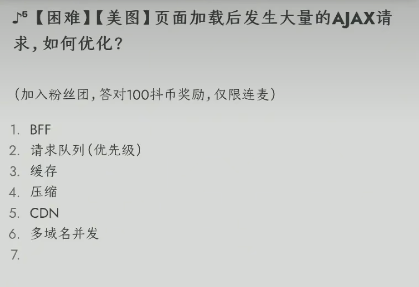 ♪⁵【困难】【美图】页面加载后发生大量的AJAX请
求，如何优化？
（加入粉丝团，答对100抖币奖励，仅限连麦）
1. BFF
2. 请求队列（优先级）
3. 缓存
4. 压缩
5. CDN
6. 多域名并发
7.